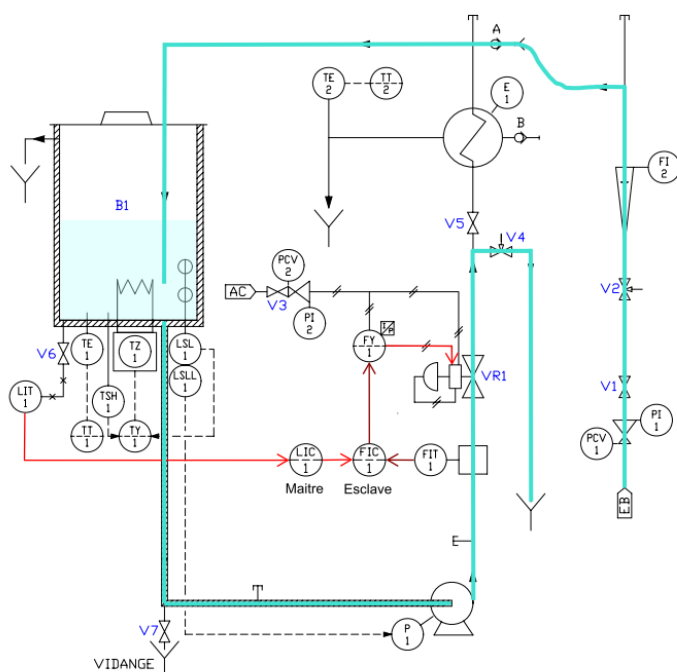 A
TE
2
TT
2
E
1
B
FI
2
B1
V5
V4
PCV
2
AC
V3
PI
2
V2
FY
1
I/P
V6
TE
1
TZ
1
LSL
1
LSLL
1
VR1
LIT
1
TSH
1
V1
PI
1
TT
1
TY
1
PCV
1
LIC
1
FIC
1
FIT
1
Maitre
Esclave
EB
V7
P
1
VIDANGE